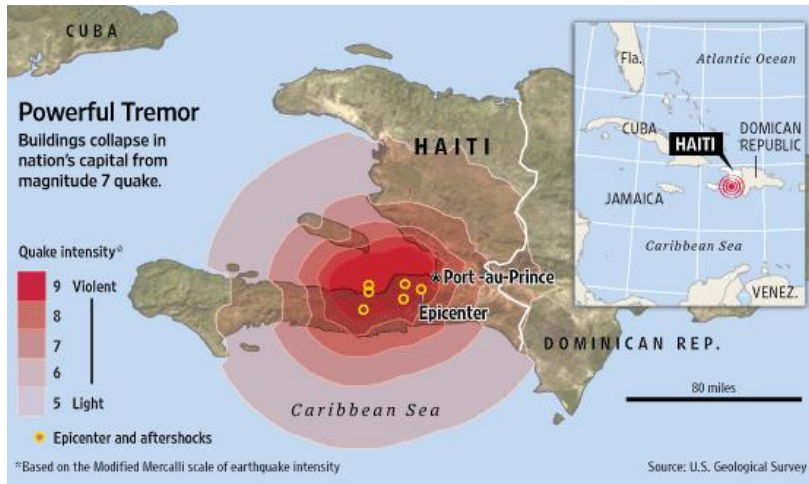 CUBA
Powerful Tremor
Buildings collapse in
nation's capital from
magnitude 7 quake.
HAITI
Quake intensity*
9 Violent
8
7
6
5 Light
Epicenter and aftershocks
*Port-au-Prince
Epicenter
DOMINICAN REP.
Caribbean Sea
80 miles
Fla.
Atlantic Ocean
CUBA
HAITI
DOMICAN
REPUBLIC
JAMAICA
Caribbean Sea
VENEZ.
*Based on the Modified Mercalli scale of earthquake intensity
Source: U.S. Geological Survey